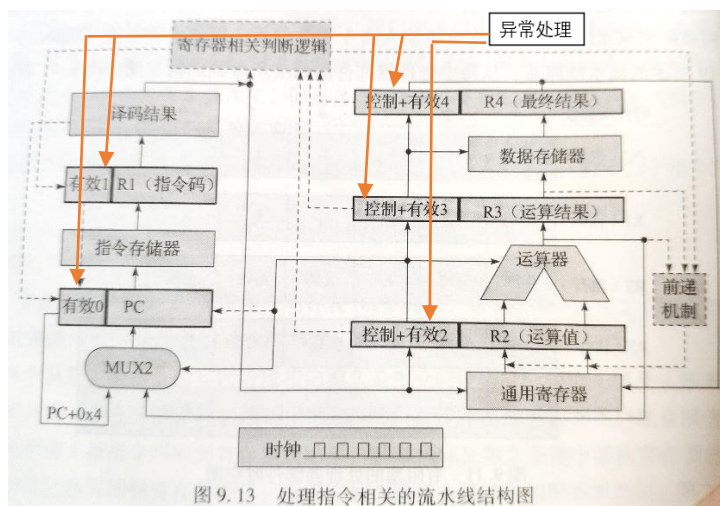 异常处理
寄存器相关判断逻辑
译码结果
控制+有效4 R4（最终结果）
数据存储器
有效1 R1（指令码）
控制+有效3 R3（运算结果）
指令存储器
运算器
前递
机制
有效0 PC
控制+有效2 R2（运算值）
MUX2
通用寄存器
PC+0x4
时钟
图9.13 处理指令相关的流水线结构图